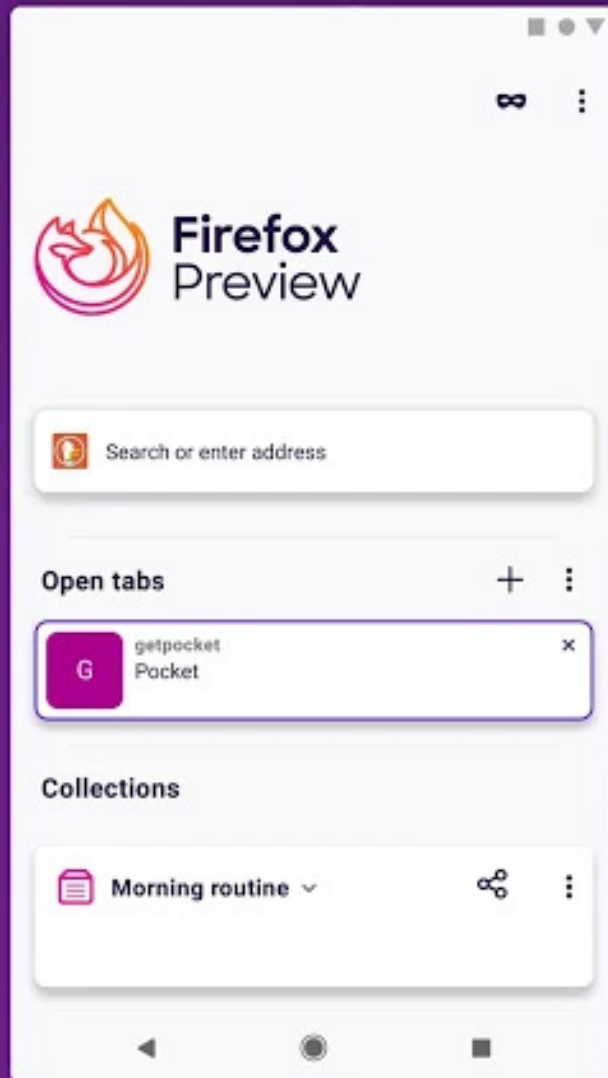 Firefox
Preview
Search or enter address
Open tabs
G
getpocket
Pocket
Collections
Morning routine